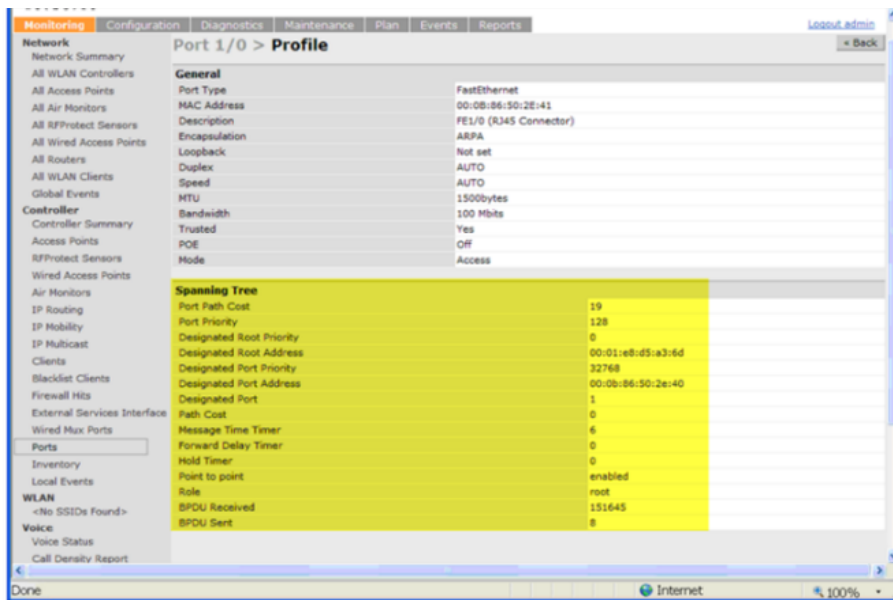 Monitoring Configuration Diagnostics Maintenance Plan Events Reports Logout admin
Port 1/0 > Profile
« Back
Network
Network Summary
All WLAN Controllers
All Access Points
All Air Monitors
All RFProtect Sensors
All Wired Access Points
All Routers
All WLAN Clients
Global Events
Controller
Controller Summary
Access Points
RFProtect Sensors
Wired Access Points
Air Monitors
IP Routing
IP Mobility
IP Multicast
Clients
Blacklist Clients
Firewall Hits
External Services Interface
Wired Mux Ports
Ports
Inventory
Local Events
WLAN
<No SSIDs Found>
Voice
Voice Status
Call Density Report
General
Port Type FastEthernet
MAC Address 00:0B:86:50:2E:41
Description FE1/0 (RJ45 Connector)
Encapsulation ARPA
Loopback Not set
Duplex AUTO
Speed AUTO
MTU 1500bytes
Bandwidth 100 Mbits
Trusted Yes
POE Off
Mode Access
Spanning Tree
Port Path Cost 19
Port Priority 128
Designated Root Priority 0
Designated Root Address 00:01:e8:d5:a3:6d
Designated Port Priority 32768
Designated Port Address 00:0b:86:50:2e:40
Designated Port 1
Path Cost 0
Message Time Timer 6
Forward Delay Timer 0
Hold Timer 0
Point to point enabled
Role root
BPDU Received 151645
BPDU Sent 8
Done Internet 100%